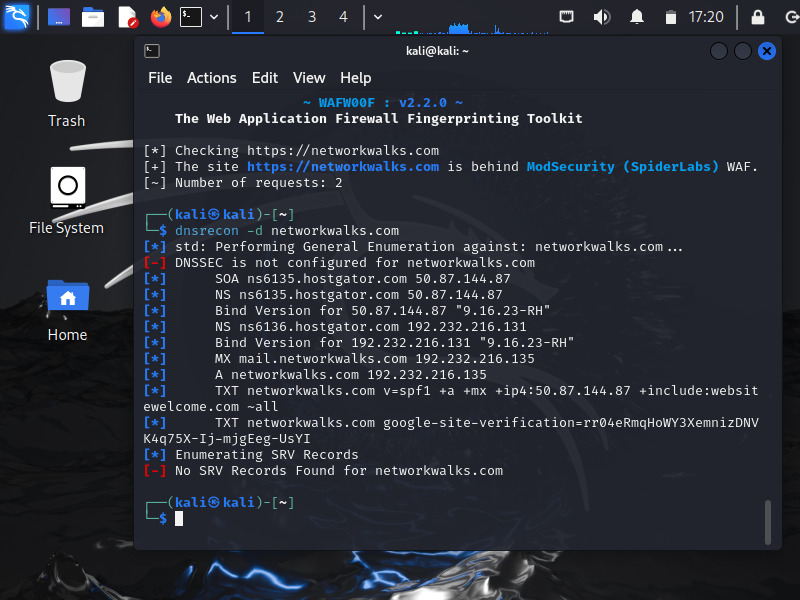 1 2 3 4 17:20
kali@kali: ~
File Actions Edit View Help
~ WAFW00F : v2.2.0 ~
The Web Application Firewall Fingerprinting Toolkit
[*] Checking https://networkwalks.com
[+] The site https://networkwalks.com is behind ModSecurity (SpiderLabs) WAF.
[~] Number of requests: 2
┌──(kali㉿kali)-[~]
└─$ dnsrecon -d networkwalks.com
[*] std: Performing General Enumeration against: networkwalks.com...
[-] DNSSEC is not configured for networkwalks.com
[*] SOA ns6135.hostgator.com 50.87.144.87
[*] NS ns6135.hostgator.com 50.87.144.87
[*] Bind Version for 50.87.144.87 "9.16.23-RH"
[*] NS ns6136.hostgator.com 192.232.216.131
[*] Bind Version for 192.232.216.131 "9.16.23-RH"
[*] MX mail.networkwalks.com 192.232.216.135
[*] A networkwalks.com 192.232.216.135
[*] TXT networkwalks.com v=spf1 +a +mx +ip4:50.87.144.87 +include:websit
ewelcome.com ~all
[*] TXT networkwalks.com google-site-verification=rr04eRmqHoWY3XemnizDNV
K4q75X-Ij-mjgEeg-UsYI
[*] Enumerating SRV Records
[-] No SRV Records Found for networkwalks.com
┌──(kali㉿kali)-[~]
└─$
Trash
File System
Home